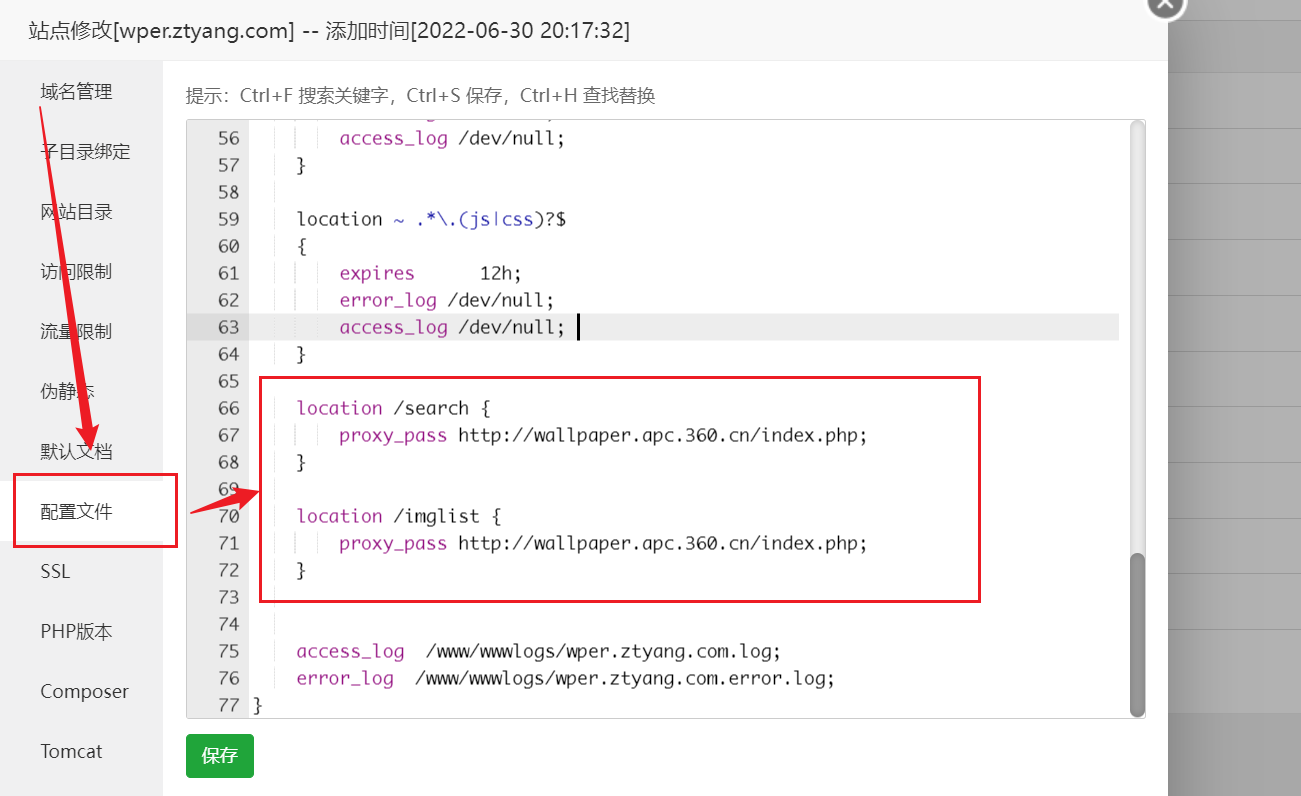 站点修改[wper.ztyang.com] -- 添加时间[2022-06-30 20:17:32]
域名管理
子目录绑定
网站目录
访问限制
流量限制
伪静态
默认文档
配置文件
SSL
PHP版本
Composer
Tomcat
提示：Ctrl+F 搜索关键字，Ctrl+S 保存，Ctrl+H 查找替换
56 access_log /dev/null;
57 }
58
59 location ~ .*\.(js|css)?$
60 {
61 expires      12h;
62 error_log /dev/null;
63 access_log /dev/null;
64 }
65
66 location /search {
67 proxy_pass http://wallpaper.apc.360.cn/index.php;
68 }
69
70 location /imglist {
71 proxy_pass http://wallpaper.apc.360.cn/index.php;
72 }
73
74
75 access_log  /www/wwwlogs/wper.ztyang.com.log;
76 error_log  /www/wwwlogs/wper.ztyang.com.error.log;
77 }
保存